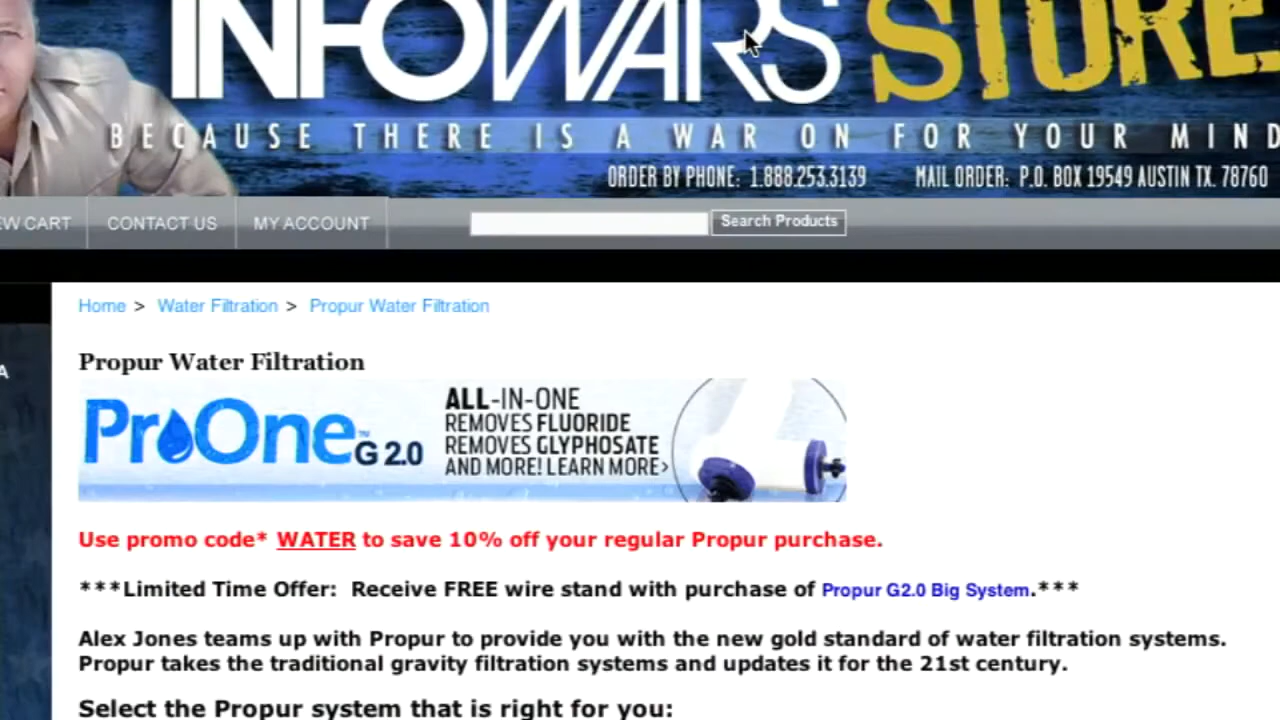 INFOWARS STORE
BECAUSE THERE IS A WAR ON FOR YOUR MIND
ORDER BY PHONE: 1.888.253.3139 MAIL ORDER: P.O. BOX 19549 AUSTIN TX. 78760
EW CART CONTACT US MY ACCOUNT Search Products
Home > Water Filtration > Propur Water Filtration
A
Propur Water Filtration
ProOne™ G 2.0
ALL-IN-ONE
REMOVES FLUORIDE
REMOVES GLYPHOSATE
AND MORE! LEARN MORE>
Use promo code* WATER to save 10% off your regular Propur purchase.
***Limited Time Offer: Receive FREE wire stand with purchase of Propur G2.0 Big System.***
Alex Jones teams up with Propur to provide you with the new gold standard of water filtration systems.
Propur takes the traditional gravity filtration systems and updates it for the 21st century.
Select the Propur system that is right for you: